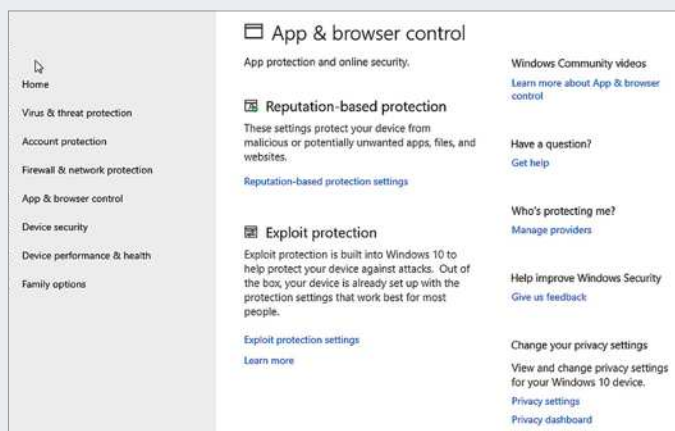 Home
Virus & threat protection
Account protection
Firewall & network protection
App & browser control
Device security
Device performance & health
Family options
App & browser control
App protection and online security.
Reputation-based protection
These settings protect your device from
malicious or potentially unwanted apps, files, and
websites.
Reputation-based protection settings
Exploit protection
Exploit protection is built into Windows 10 to
help protect your device against attacks. Out of
the box, your device is already set up with the
protection settings that work best for most
people.
Exploit protection settings
Learn more
Windows Community videos
Learn more about App & browser
control
Have a question?
Get help
Who's protecting me?
Manage providers
Help improve Windows Security
Give us feedback
Change your privacy settings
View and change privacy settings
for your Windows 10 device.
Privacy settings
Privacy dashboard